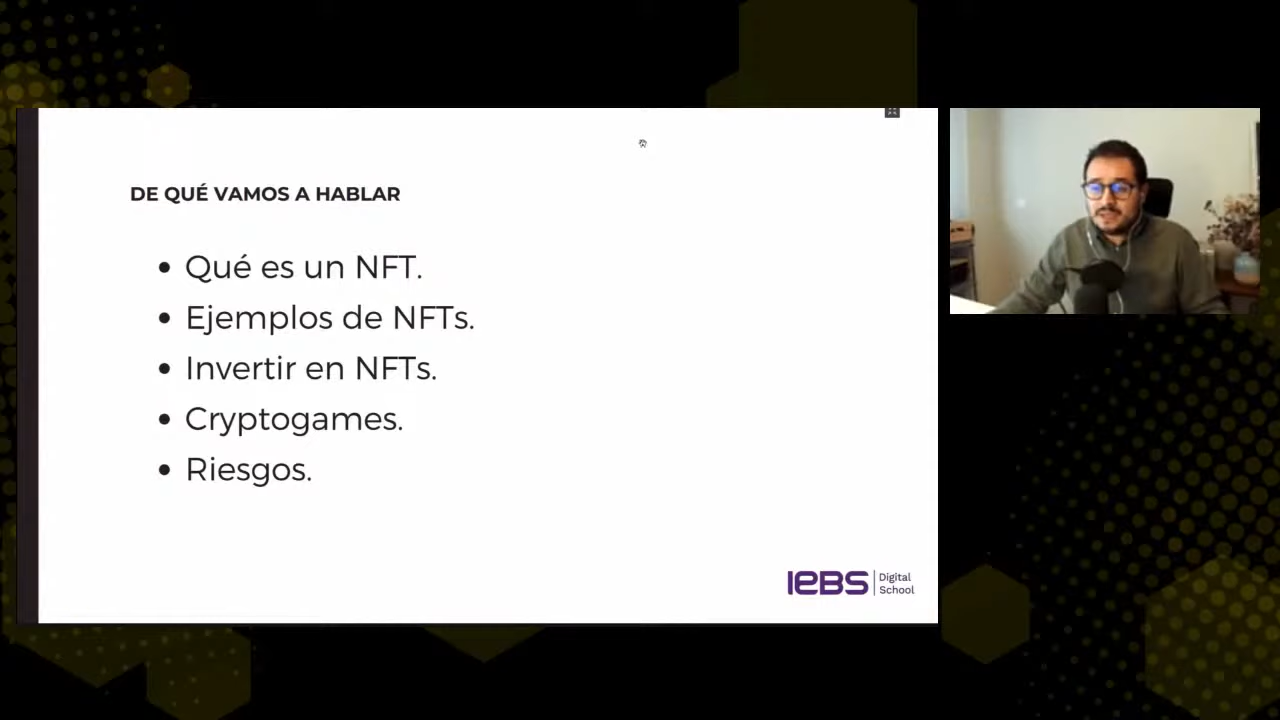 DE QUÉ VAMOS A HABLAR
• Qué es un NFT.
• Ejemplos de NFTs.
• Invertir en NFTs.
• Cryptogames.
• Riesgos.
IEBS Digital School